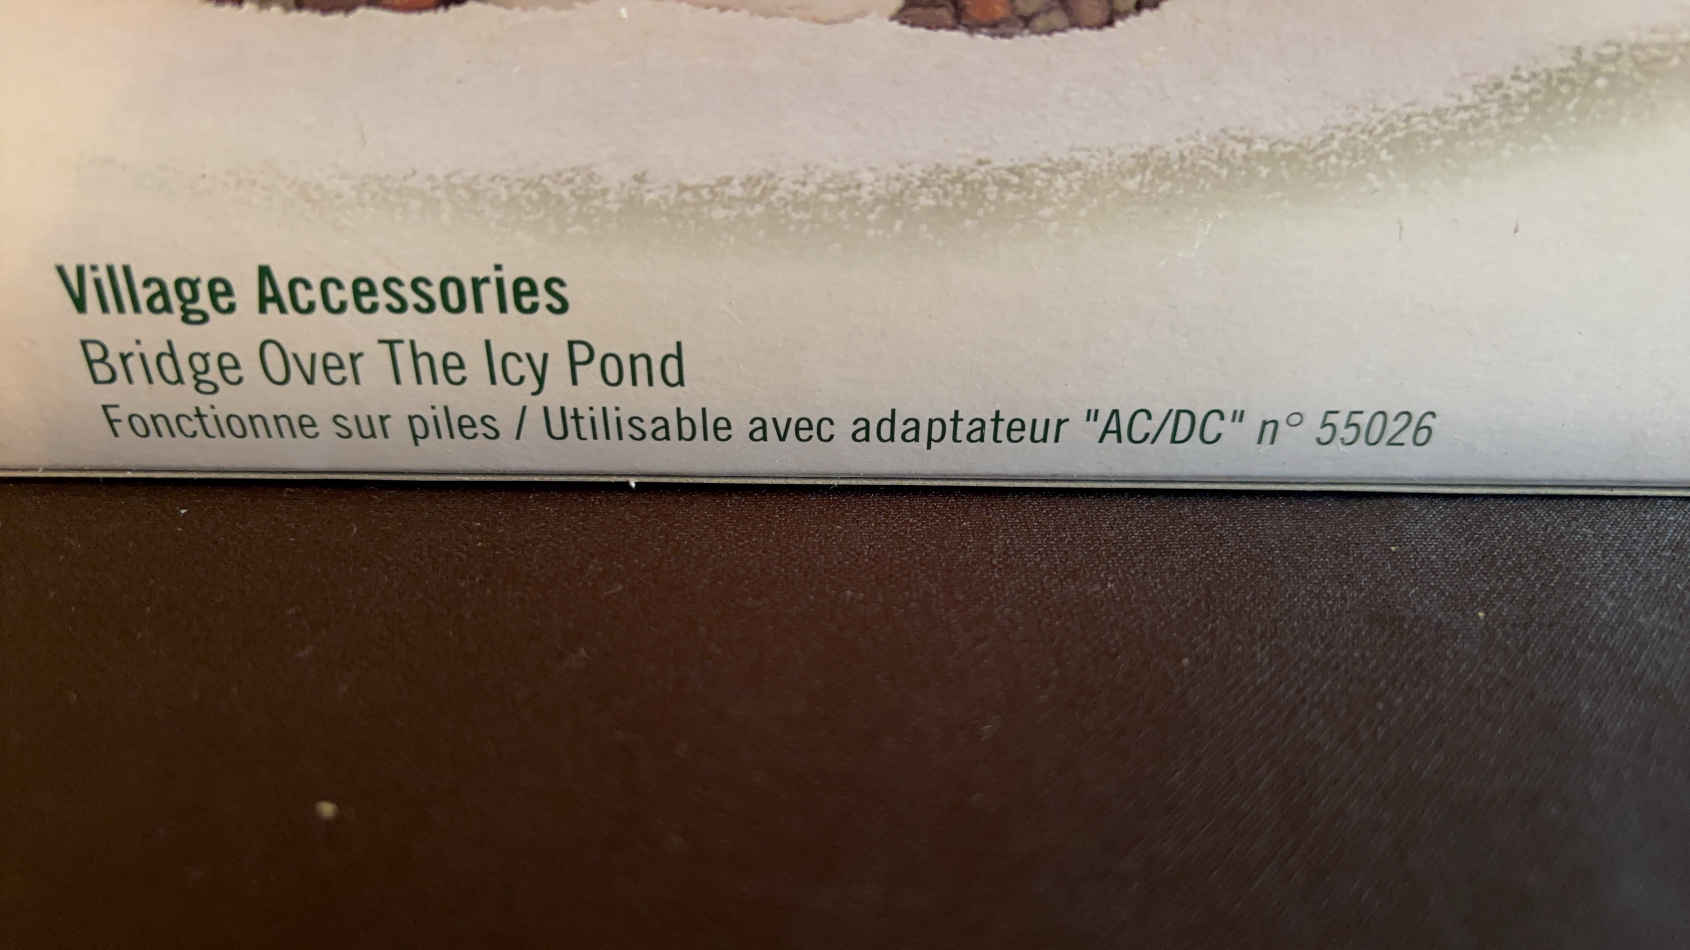 Village Accessories
Bridge Over The Icy Pond
Fonctionne sur piles / Utilisable avec adaptateur "AC/DC" n° 55026